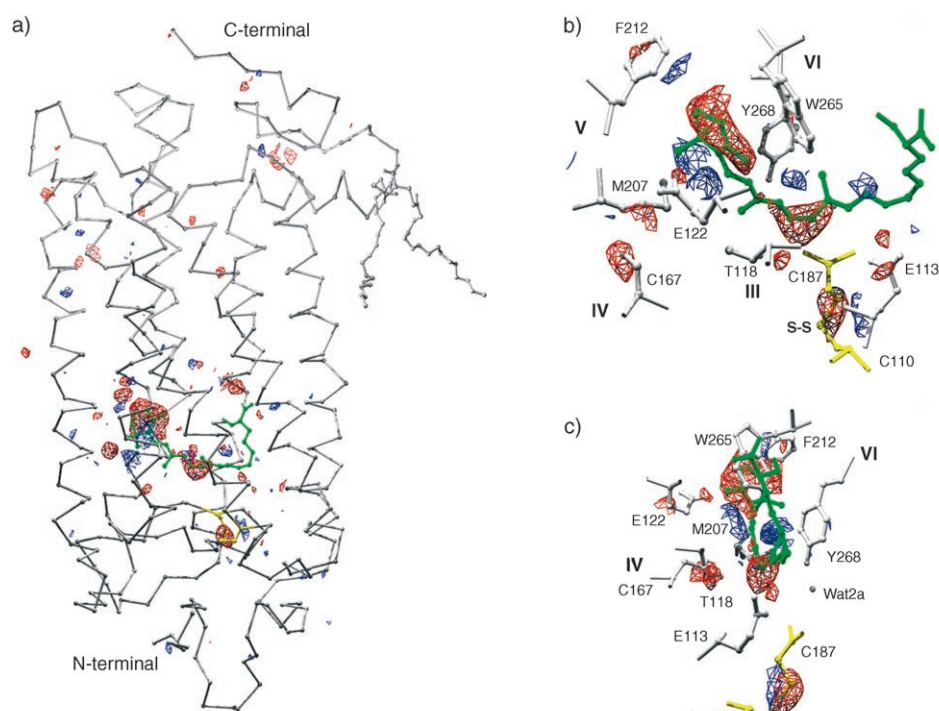 a)
C-terminal
N-terminal
b)
F212
VI
Y268
W265
V
M207
E122
C167
T118
C187
E113
III
IV
S-S
C110
c)
W265
F212
VI
E122
M207
Y268
IV
C167
T118
Wat2a
E113
C187